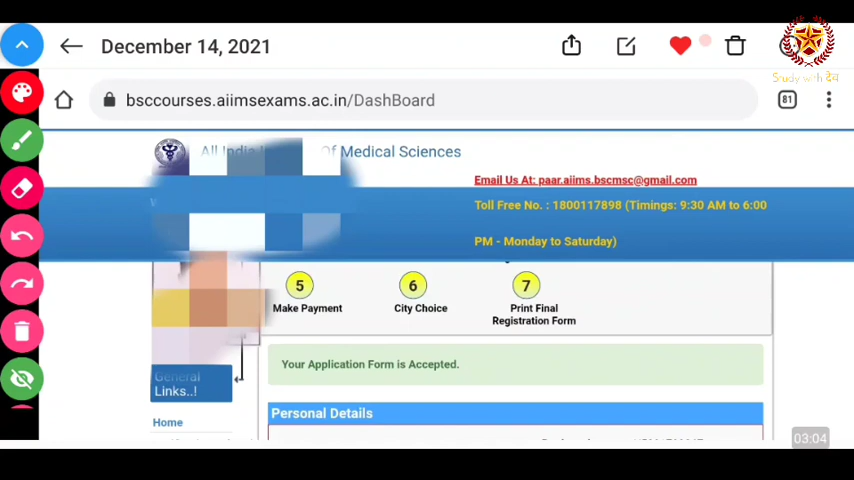 December 14, 2021
Study with देव
bsccourses.aiimsexams.ac.in/DashBoard
81
All India Of Medical Sciences
Email Us At: paar.aiims.bscmsc@gmail.com
Toll Free No. : 1800117898 (Timings: 9:30 AM to 6:00
PM - Monday to Saturday)
5 6 7
Make Payment City Choice Print Final
Registration Form
Your Application Form is Accepted.
General
Links..!
Personal Details
Home
03:04